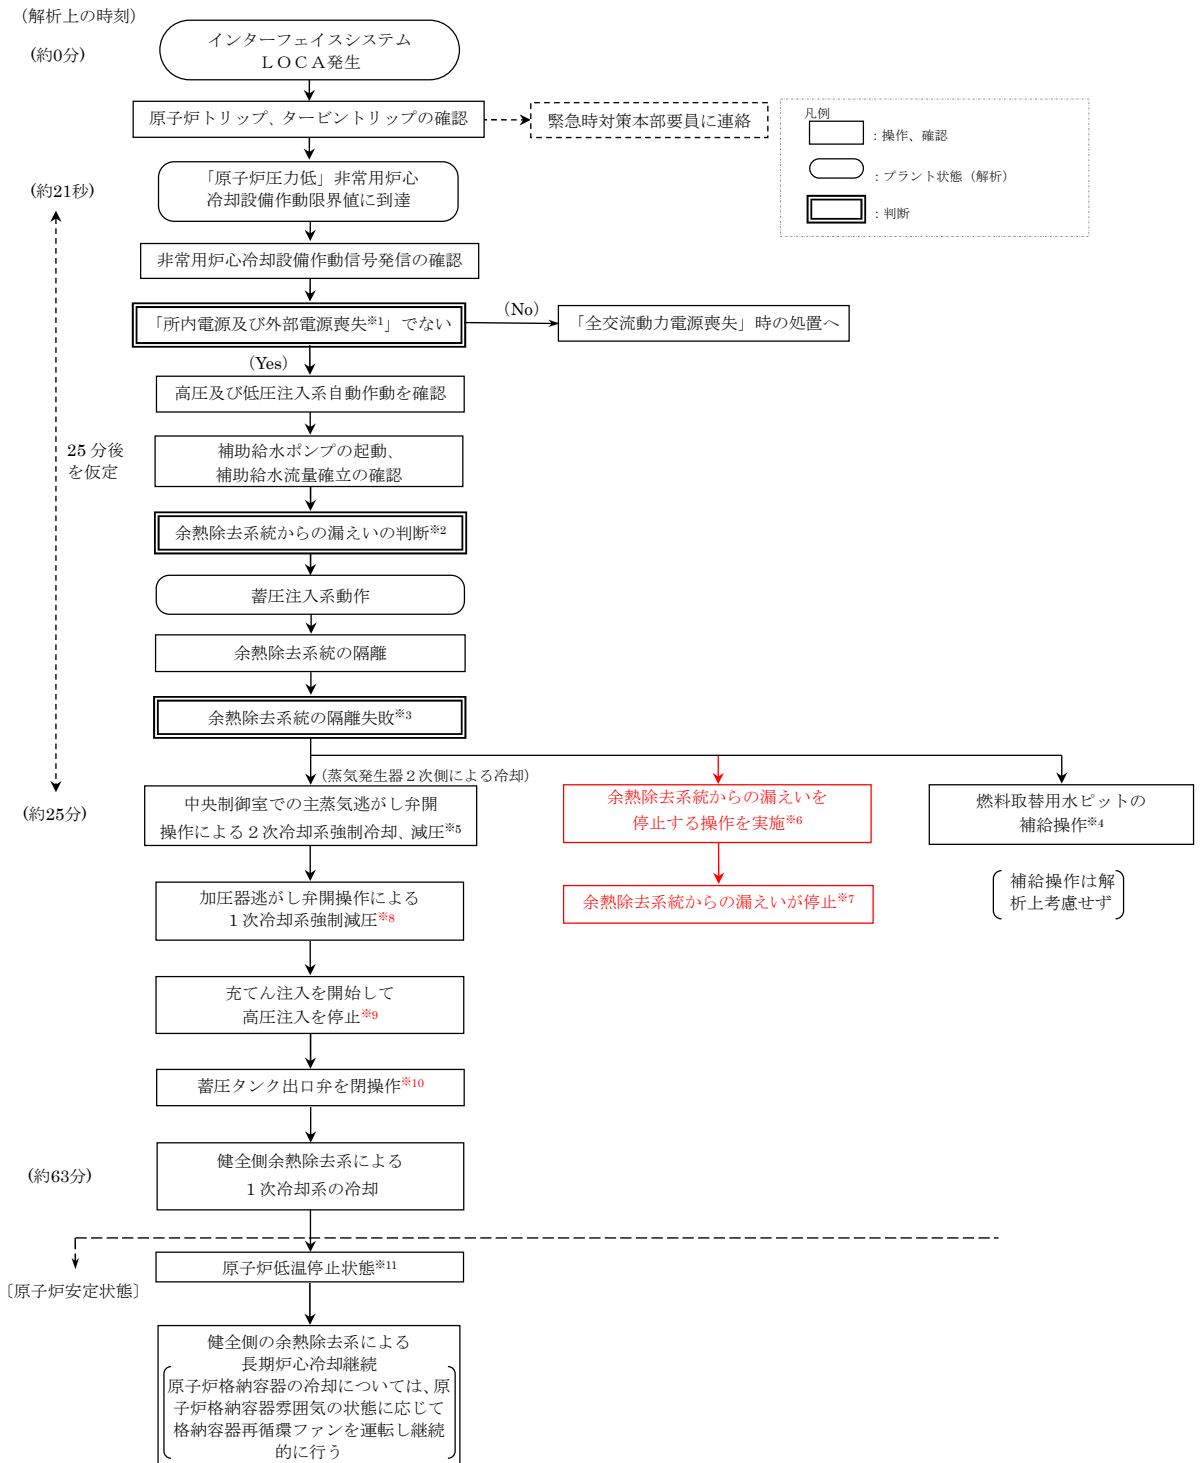 （解析上の時刻）
(約0分)
インターフェイスシステム
ＬＯＣＡ発生
原子炉トリップ、タービントリップの確認
緊急時対策本部要員に連絡
凡例
：操作、確認
：プラント状態（解析）
：判断
(約21秒)
「原子炉圧力低」非常用炉心
冷却設備作動限界値に到達
非常用炉心冷却設備作動信号発信の確認
「所内電源及び外部電源喪失※1」でない
（No）
「全交流動力電源喪失」時の処置へ
（Yes）
高圧及び低圧注入系自動作動を確認
25 分後
を仮定
補助給水ポンプの起動、
補助給水流量確立の確認
余熱除去系統からの漏えいの判断※2
蓄圧注入系動作
余熱除去系統の隔離
余熱除去系統の隔離失敗※3
（蒸気発生器２次側による冷却）
(約25分)
中央制御室での主蒸気逃がし弁開
操作による２次冷却系強制冷却、減圧※5
余熱除去系統からの漏えいを
停止する操作を実施※6
燃料取替用水ピットの
補給操作※4
加圧器逃がし弁開操作による
１次冷却系強制減圧※8
余熱除去系統からの漏えいが停止※7
補給操作は解
析上考慮せず
充てん注入を開始して
高圧注入を停止※9
蓄圧タンク出口弁を閉操作※10
(約63分)
健全側余熱除去系による
１次冷却系の冷却
原子炉低温停止状態※11
〔原子炉安定状態〕
健全側の余熱除去系による
長期炉心冷却継続
原子炉格納容器の冷却については、原
子炉格納容器雰囲気の状態に応じて
格納容器再循環ファンを運転し継続
的に行う